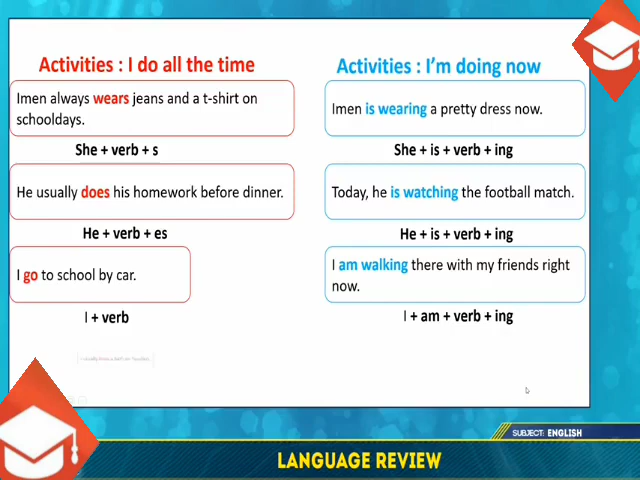 Activities : I do all the time
Imen always wears jeans and a t-shirt on
schooldays.
She + verb + s
He usually does his homework before dinner.
He + verb + es
I go to school by car.
I + verb
Activities : I'm doing now
Imen is wearing a pretty dress now.
She + is + verb + ing
Today, he is watching the football match.
He + is + verb + ing
I am walking there with my friends right
now.
I + am + verb + ing
SUBJECT: ENGLISH
LANGUAGE REVIEW